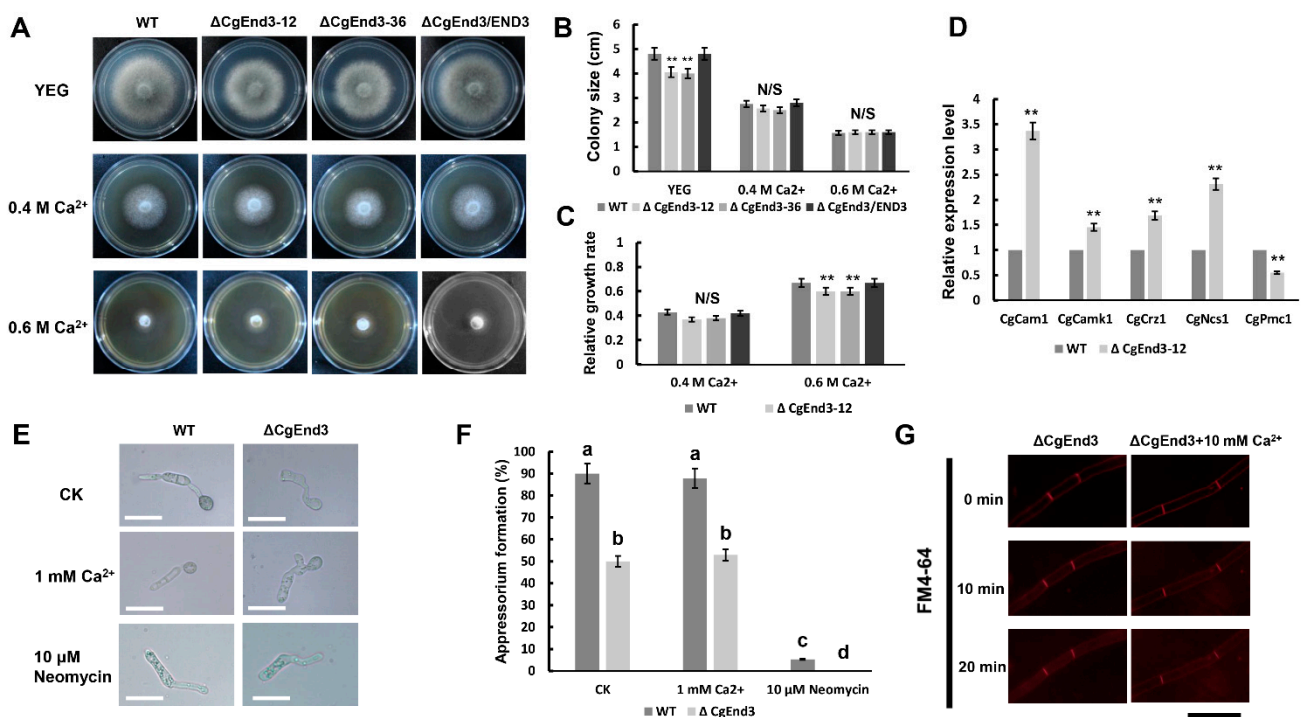 A
WT
ΔCgEnd3-12
ΔCgEnd3-36
ΔCgEnd3/END3
YEG
0.4 M Ca²⁺
0.6 M Ca²⁺
B
Colony size (cm)
6
5
4
3
2
1
0
** **
N/S
N/S
YEG
0.4 M Ca2+
0.6 M Ca2+
WT
Δ CgEnd3-12
Δ CgEnd3-36
Δ CgEnd3/END3
C
Relative growth rate
1
0.8
0.6
0.4
0.2
0
N/S
** **
0.4 M Ca2+
0.6 M Ca2+
WT
Δ CgEnd3-12
D
Relative expression level
4
3.5
3
2.5
2
1.5
1
0.5
0
**
**
**
**
**
CgCam1
CgCamk1
CgCrz1
CgNcs1
CgPmc1
WT
Δ CgEnd3-12
E
WT
ΔCgEnd3
CK
1 mM Ca²⁺
10 µM
Neomycin
F
Appressorium formation (%)
100
90
80
70
60
50
40
30
20
10
0
a
b
a
b
c
d
CK
1 mM Ca2+
10 µM Neomycin
WT
Δ CgEnd3
G
ΔCgEnd3
ΔCgEnd3+10 mM Ca²⁺
FM4-64
0 min
10 min
20 min